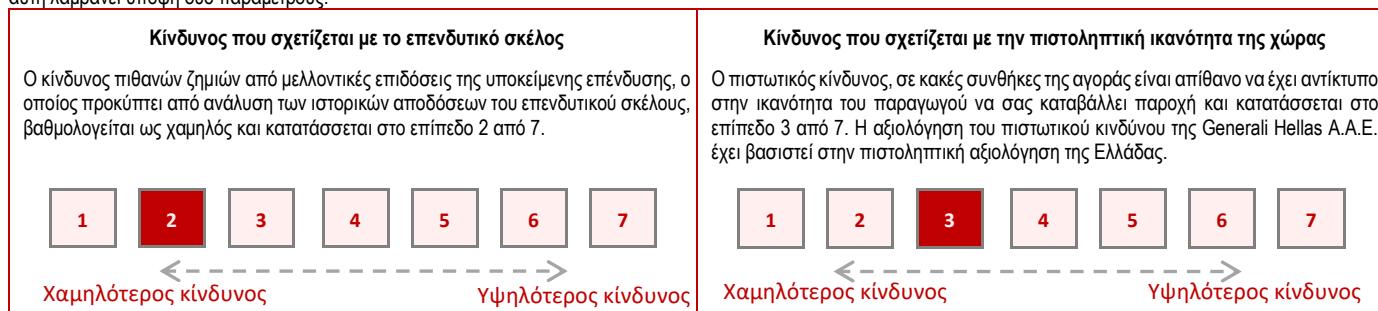 αυτή λαμβάνει υπόψη δύο παραμέτρους:
Κίνδυνος που σχετίζεται με το επενδυτικό σκέλος
Ο κίνδυνος πιθανών ζημιών από μελλοντικές επιδόσεις της υποκείμενης επένδυσης, ο
οποίος προκύπτει από ανάλυση των ιστορικών αποδόσεων του επενδυτικού σκέλους,
βαθμολογείται ως χαμηλός και κατατάσσεται στο επίπεδο 2 από 7.
1 2 3 4 5 6 7
Χαμηλότερος κίνδυνος Υψηλότερος κίνδυνος
Κίνδυνος που σχετίζεται με την πιστοληπτική ικανότητα της χώρας
Ο πιστωτικός κίνδυνος, σε κακές συνθήκες της αγοράς είναι απίθανο να έχει αντίκτυπο
στην ικανότητα του παραγωγού να σας καταβάλλει παροχή και κατατάσσεται στο
επίπεδο 3 από 7. Η αξιολόγηση του πιστωτικού κινδύνου της Generali Hellas Α.Α.Ε.
έχει βασιστεί στην πιστοληπτική αξιολόγηση της Ελλάδας.
1 2 3 4 5 6 7
Χαμηλότερος κίνδυνος Υψηλότερος κίνδυνος